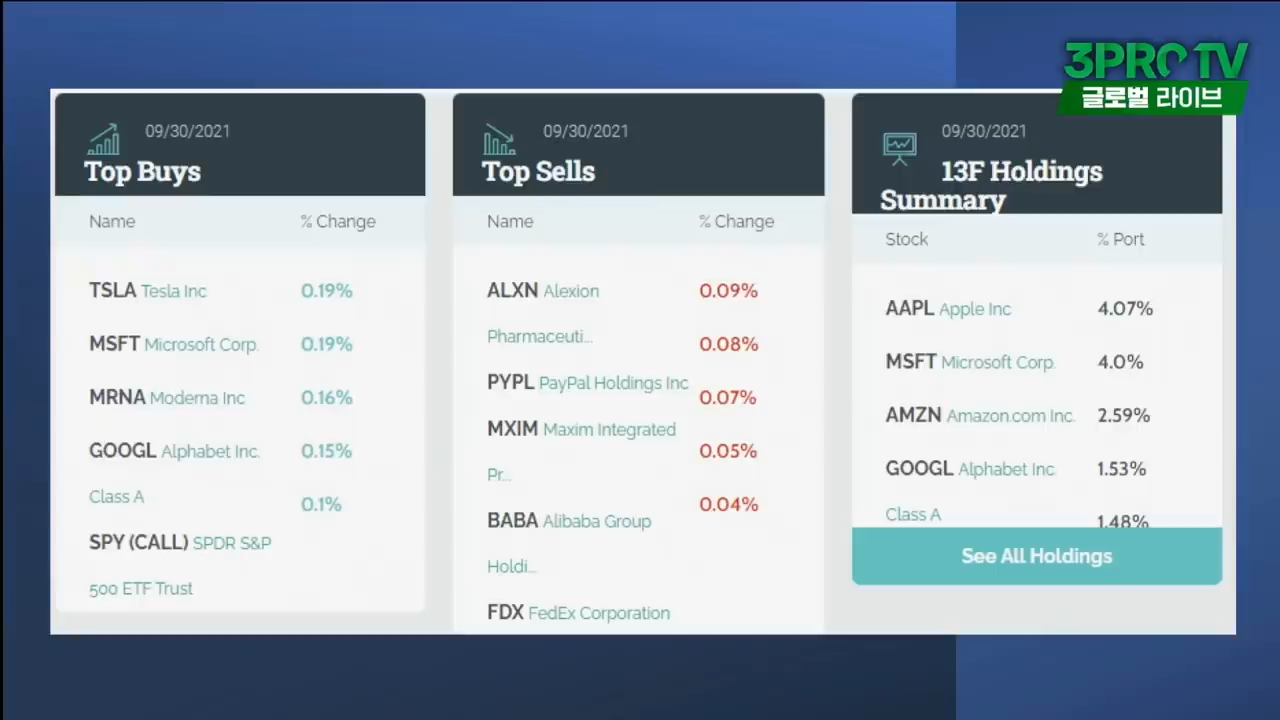 3PRO TV
글로벌 라이브
09/30/2021
Top Buys
Name % Change
TSLA Tesla Inc 0.19%
MSFT Microsoft Corp. 0.19%
MRNA Moderna Inc 0.16%
GOOGL Alphabet Inc. 0.15%
Class A 0.1%
SPY (CALL) SPDR S&P
500 ETF Trust
09/30/2021
Top Sells
Name % Change
ALXN Alexion 0.09%
Pharmaceuti... 0.08%
PYPL PayPal Holdings Inc 0.07%
MXIM Maxim Integrated 0.05%
Pr...
BABA Alibaba Group 0.04%
Holdi...
FDX FedEx Corporation
09/30/2021
13F Holdings
Summary
Stock % Port
AAPL Apple Inc 4.07%
MSFT Microsoft Corp. 4.0%
AMZN Amazon.com Inc. 2.59%
GOOGL Alphabet Inc. 1.53%
Class A 1.48%
See All Holdings